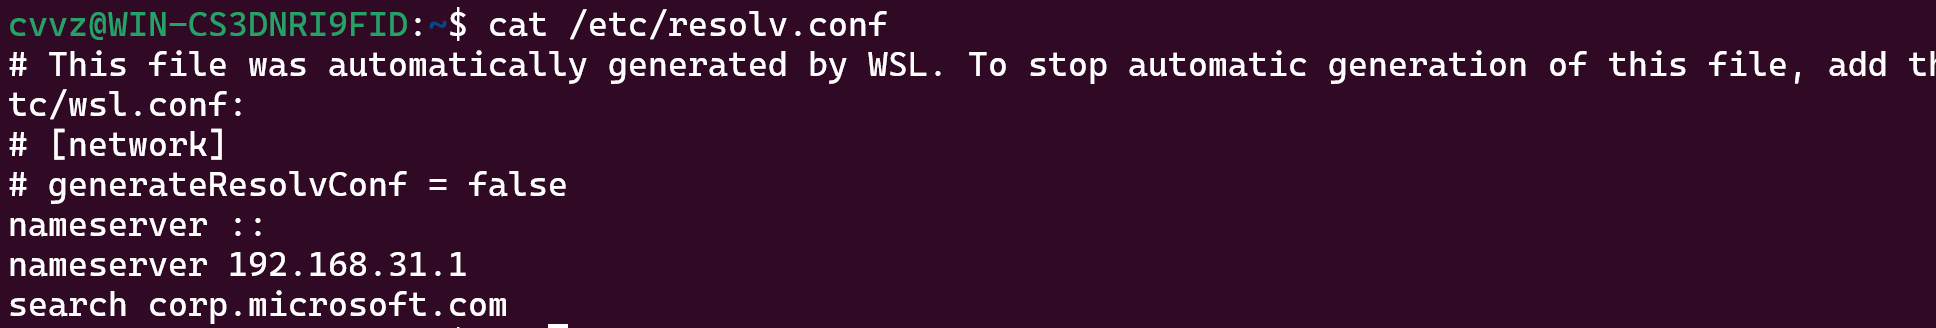 cvvz@WIN-CS3DNRI9FID:~$ cat /etc/resolv.conf
# This file was automatically generated by WSL. To stop automatic generation of this file, add
tc/wsl.conf:
# [network]
# generateResolvConf = false
nameserver ::
nameserver 192.168.31.1
search corp.microsoft.com